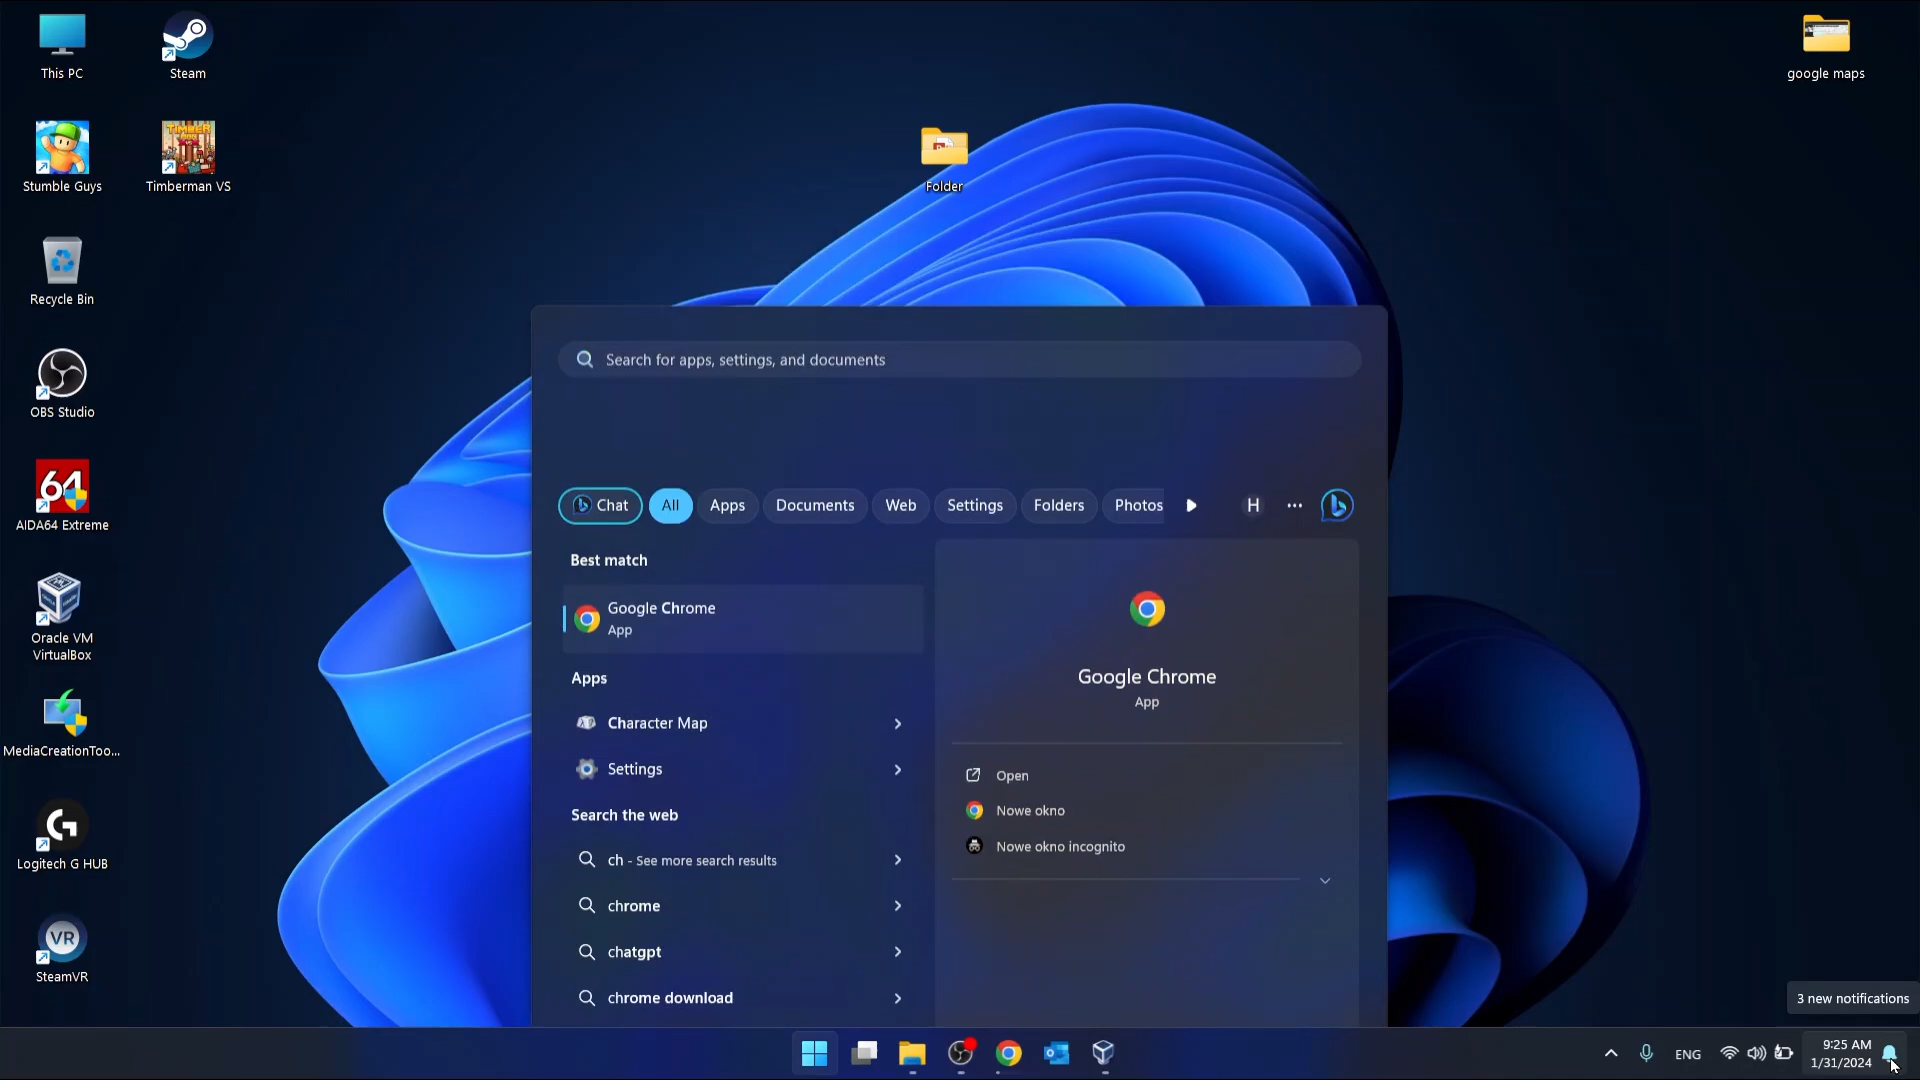 This PC
Steam
google maps
Stumble Guys
Timberman VS
Folder
Recycle Bin
OBS Studio
64
AIDA64 Extreme
Oracle VM
VirtualBox
MediaCreationToo...
Logitech G HUB
VR
SteamVR
Search for apps, settings, and documents
Chat
All
Apps
Documents
Web
Settings
Folders
Photos
H
Best match
Google Chrome
App
Apps
Character Map
Settings
Search the web
ch - See more search results
chrome
chatgpt
chrome download
Google Chrome
App
Open
Nowe okno
Nowe okno incognito
3 new notifications
ENG
9:25 AM
1/31/2024